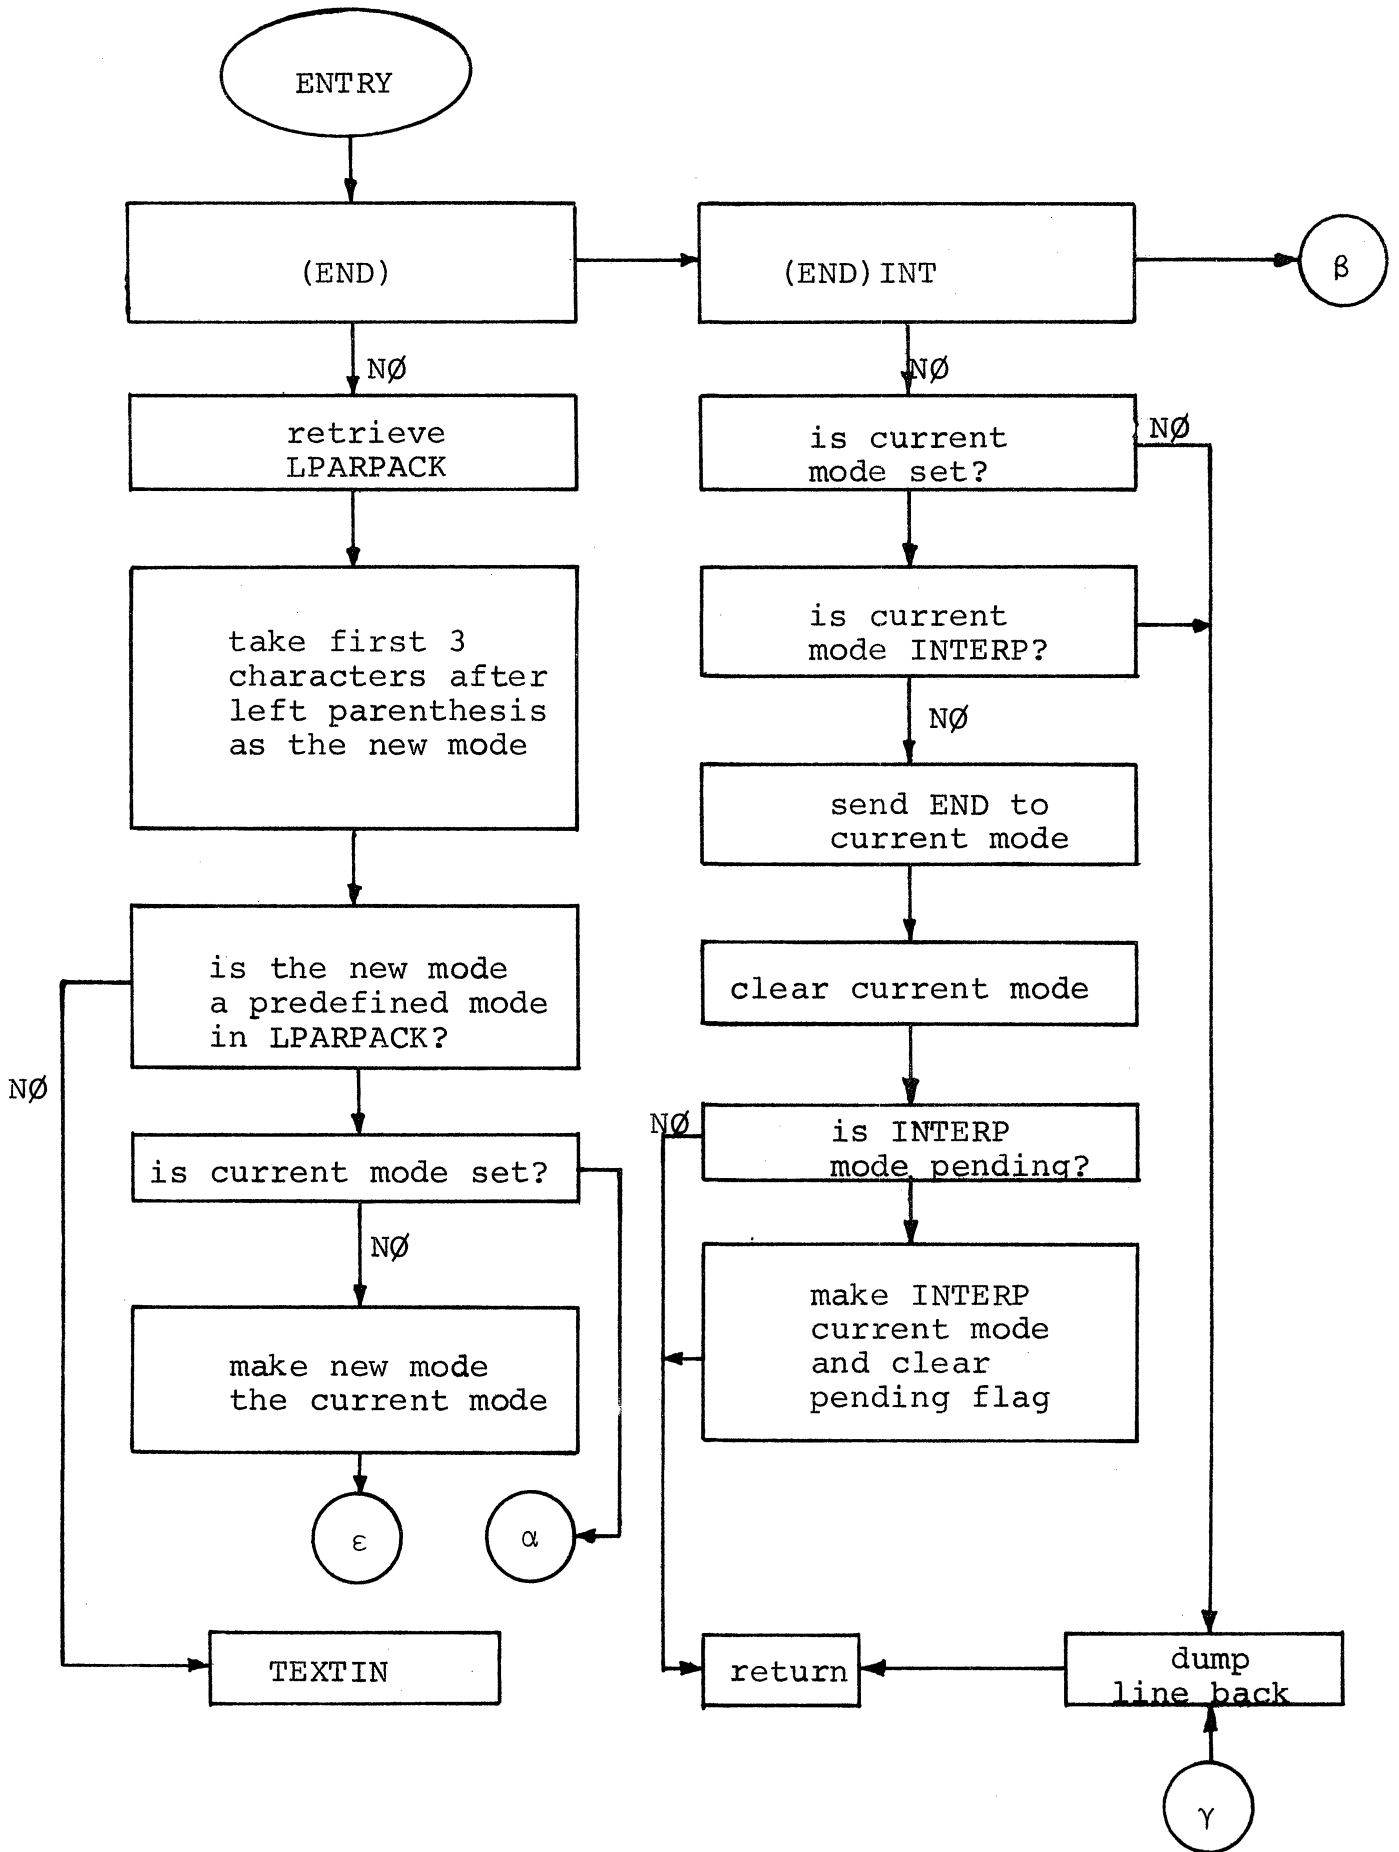 ENTRY
(END)
(END)INT
β
NØ
NØ
retrieve
LPARPACK
is current
mode set?
NØ
take first 3
characters after
left parenthesis
as the new mode
is current
mode INTERP?
NØ
send END to
current mode
is the new mode
a predefined mode
in LPARPACK?
NØ
clear current mode
is current mode set?
NØ
NØ
is INTERP
mode pending?
make new mode
the current mode
make INTERP
current mode
and clear
pending flag
ε
α
TEXTIN
return
dump
line back
γ